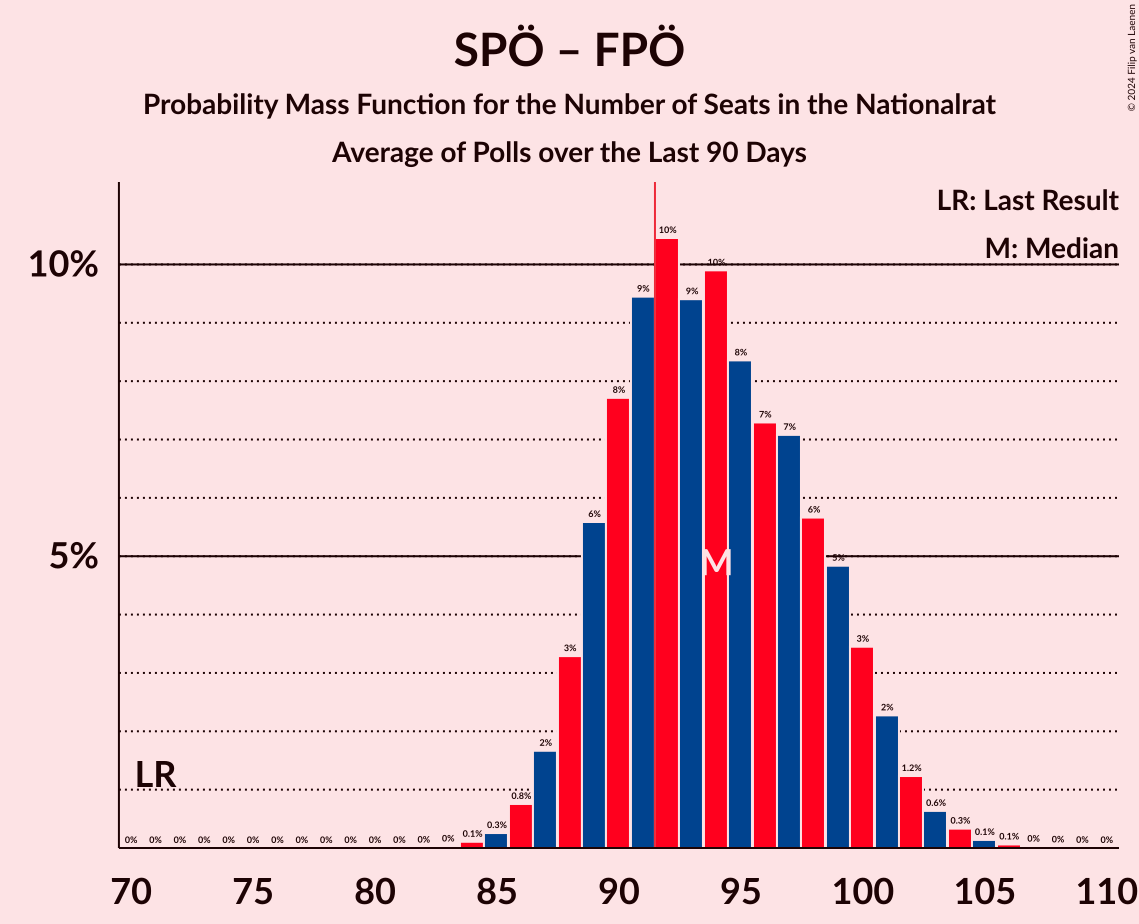 SPÖ – FPÖ
Probability Mass Function for the Number of Seats in the Nationalrat
Average of Polls over the Last 90 Days
© 2024 Filip van Laenen
LR: Last Result
M: Median
10%
5%
LR
M
0% 0% 0% 0% 0% 0% 0% 0% 0% 0% 0% 0% 0% 0% 0.1% 0.3% 0.8% 2% 3% 6% 8% 9% 10% 9% 10% 8% 7% 7% 6% 5% 3% 2% 1.2% 0.6% 0.3% 0.1% 0.1% 0% 0% 0% 0%
70 75 80 85 90 95 100 105 110